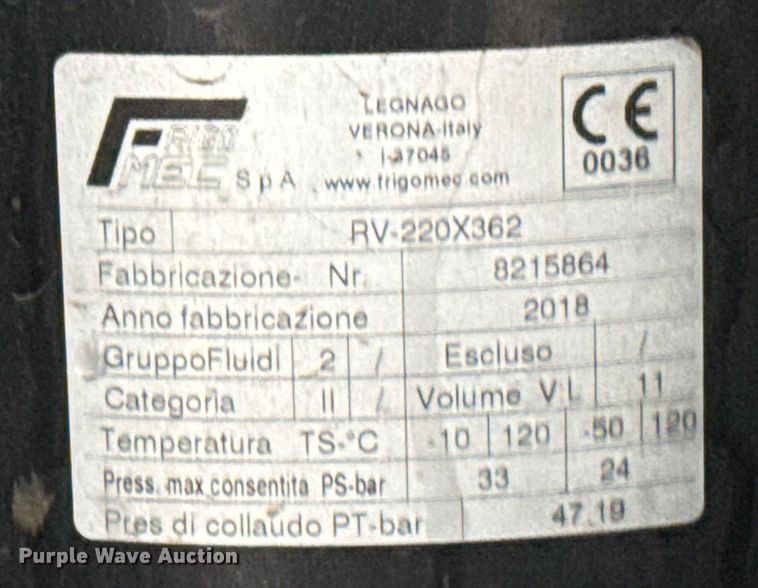 FRIGO
MEC SpA
LEGNAGO
VERONA-Italy
I-37045
www.frigomec.com
CE
0036
Tipo RV-220X362
Fabbricazione- Nr. 8215864
Anno fabbricazione 2018
GruppoFluidi 2 / Escluso /
Categoria II / Volume V L 11
Temperatura TS-°C -10 120 -50 120
Press. max consentita PS-bar 33 24
Pres di collaudo PT-bar 47.19
Purple Wave Auction